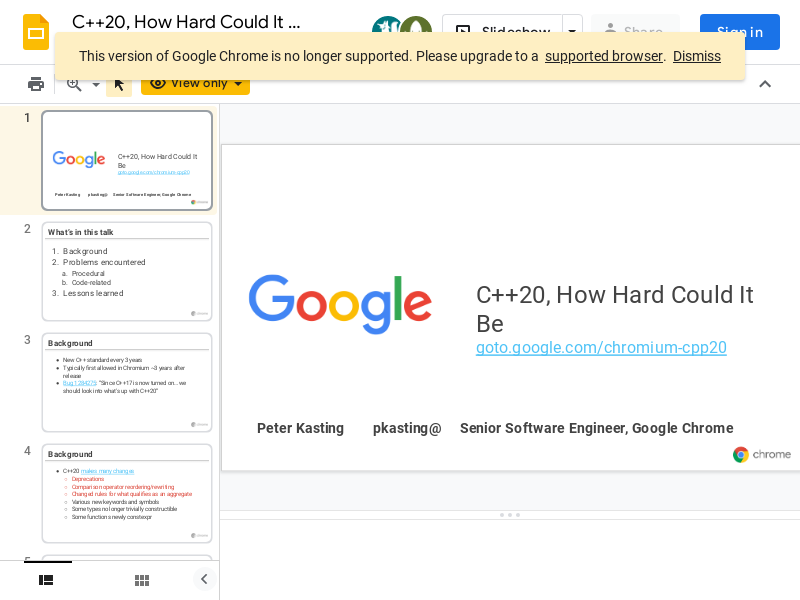 C++20, How Hard Could It ...
Slideshow
Share
Sign in
This version of Google Chrome is no longer supported. Please upgrade to a supported browser. Dismiss
View only
1
Google
C++20, How Hard Could It
Be
goto.google.com/chromium-cpp20
Peter Kasting pkasting@ Senior Software Engineer, Google Chrome
chrome
2
What's in this talk
1. Background
2. Problems encountered
a. Procedural
b. Code-related
3. Lessons learned
chrome
3
Background
• New C++ standard every 3 years
• Typically first allowed in Chromium ~3 years after
release
• Bug 1284275: "Since C++17 is now turned on...we
should look into what's up with C++20"
chrome
4
Background
• C++20 makes many changes
○ Deprecations
○ Comparison operator reordering/rewriting
○ Changed rules for what qualifies as an aggregate
○ Various new keywords and symbols
○ Some types no longer trivially constructible
○ Some functions newly constexpr
chrome
5
Google
C++20, How Hard Could It
Be
goto.google.com/chromium-cpp20
Peter Kasting pkasting@ Senior Software Engineer, Google Chrome
chrome